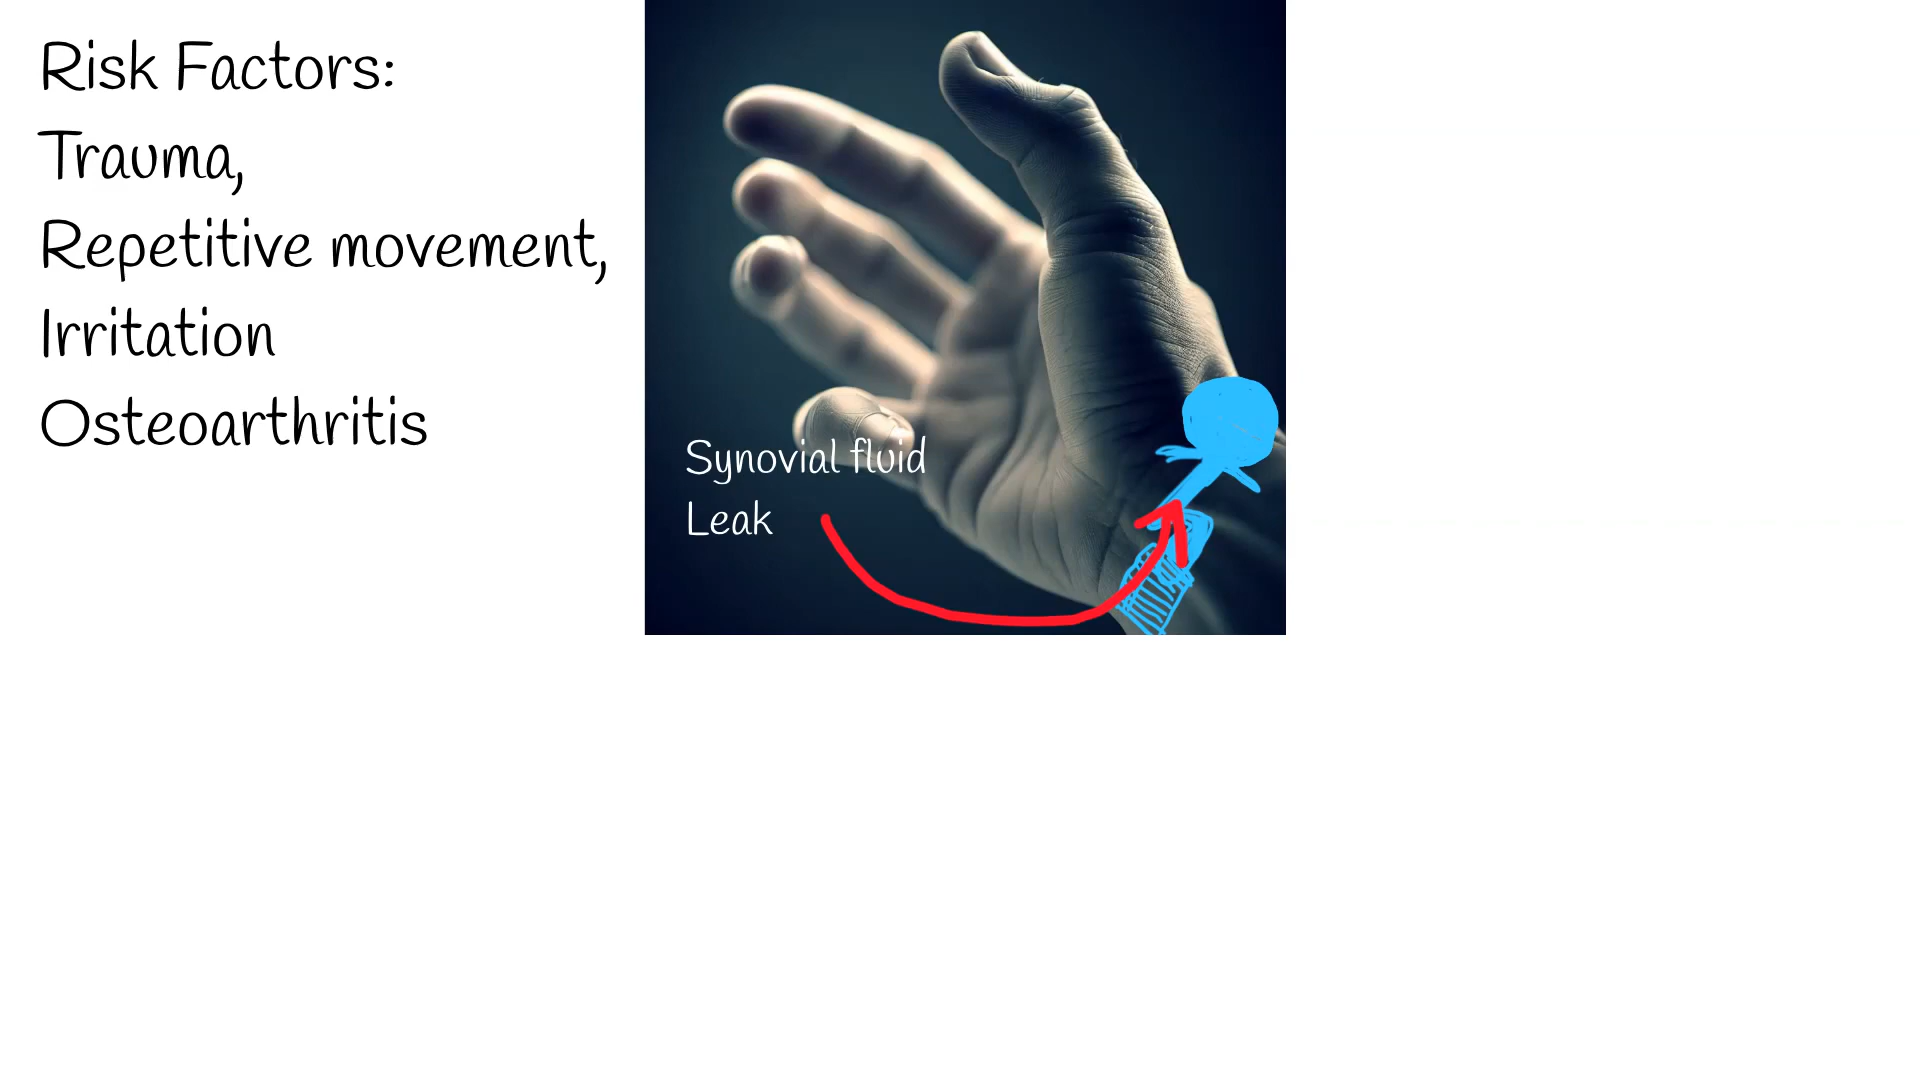 Risk Factors:
Trauma,
Repetitive movement,
Irritation
Osteoarthritis
Synovial fluid
Leak